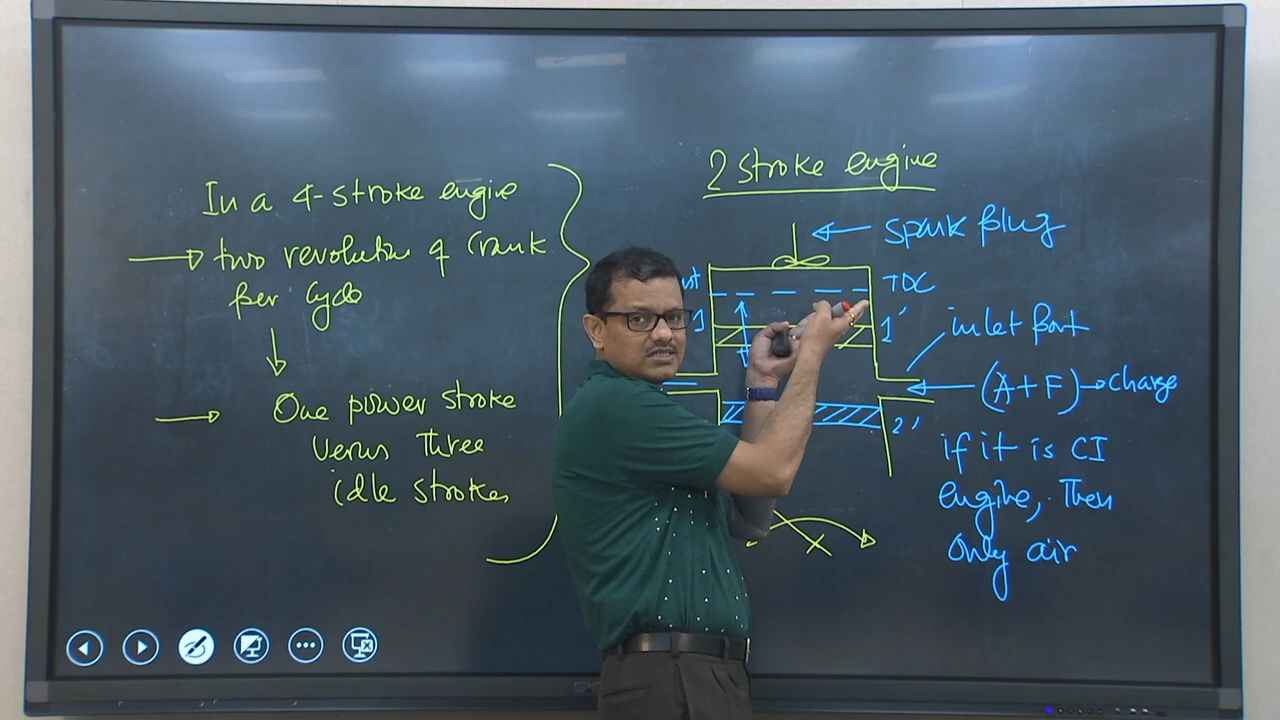 In a 4-stroke engine
two revolution of Crank
per Cycle
One power stroke
Versus Three
idle strokes
2 stroke engine
Spark plug
TDC
1
1'
inlet port
(A+F) → Charge
2'
if it is CI
engine, Then
Only air